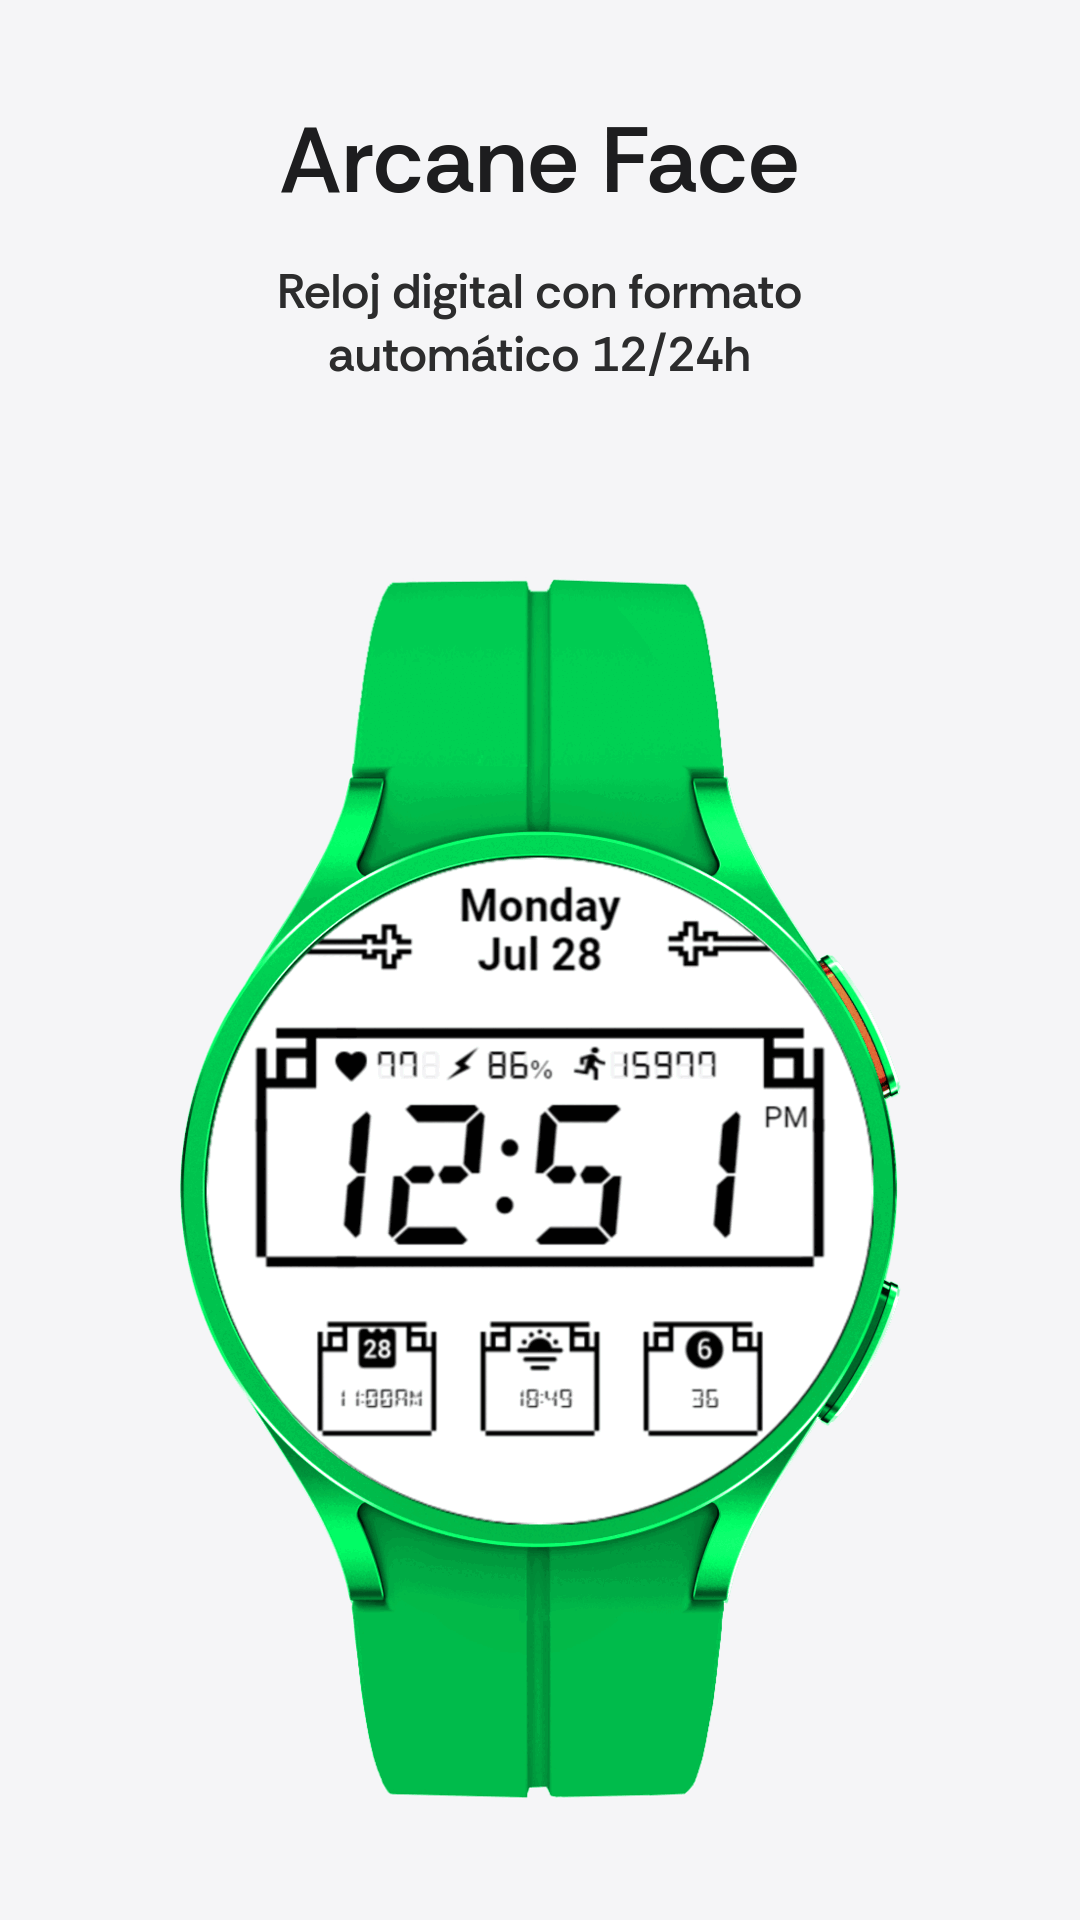 Arcane Face
Reloj digital con formato
automático 12/24h
Monday
Jul 28
77 86% 15977
PM
12:51
28 6
11:00AM 18:49 36